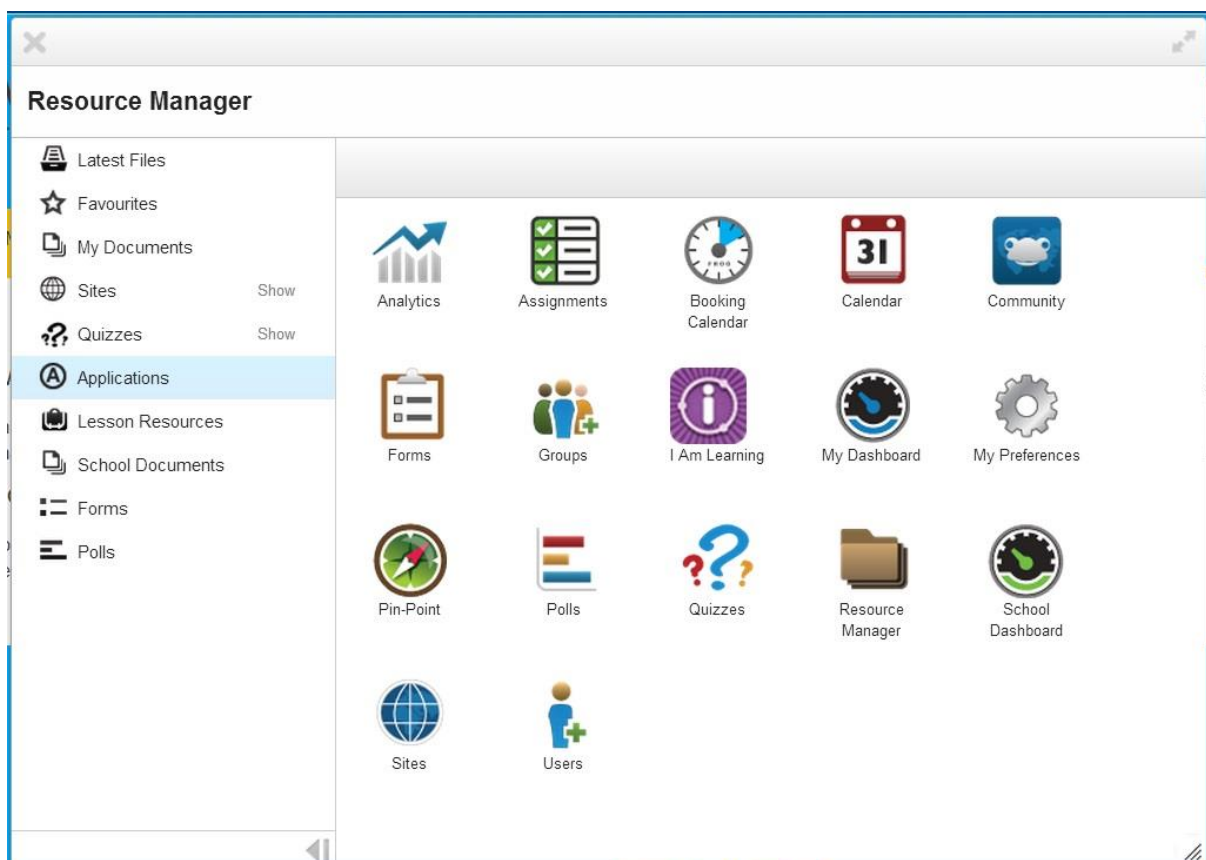 Resource Manager
Latest Files
Favourites
My Documents
Sites Show
Quizzes Show
Applications
Lesson Resources
School Documents
Forms
Polls
31
FROG
Analytics
Assignments
Booking
Calendar
Calendar
Community
Forms
Groups
I Am Learning
My Dashboard
My Preferences
Pin-Point
Polls
Quizzes
Resource
Manager
School
Dashboard
Sites
Users